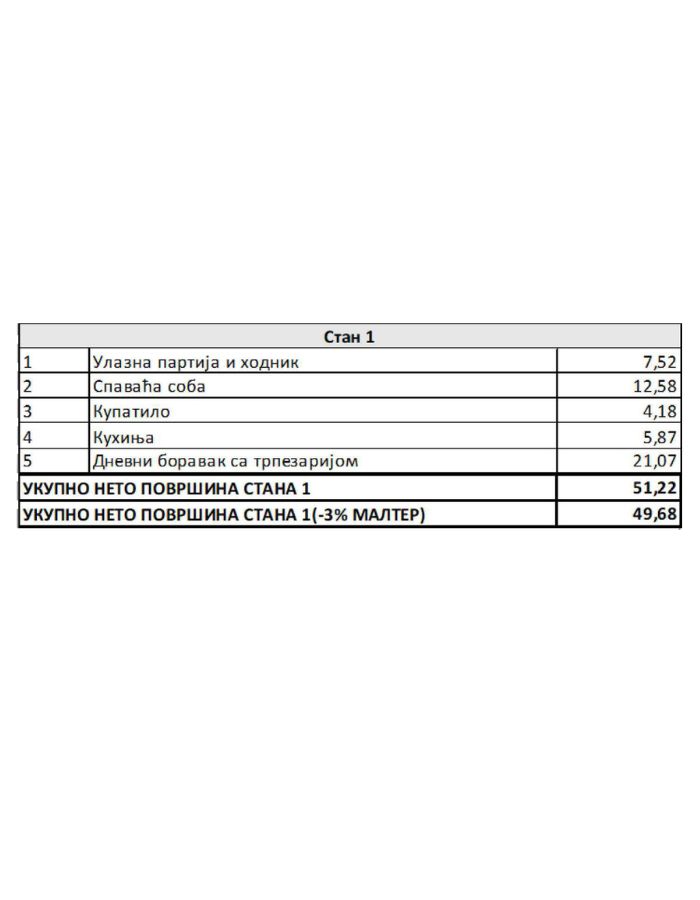 Стан 1
1 Улазна партија и ходник 7,52
2 Спаваћа соба 12,58
3 Купатило 4,18
4 Кухиња 5,87
5 Дневни боравак са трпезаријом 21,07
УКУПНО НЕТО ПОВРШИНА СТАНА 1 51,22
УКУПНО НЕТО ПОВРШИНА СТАНА 1(-3% МАЛТЕР) 49,68